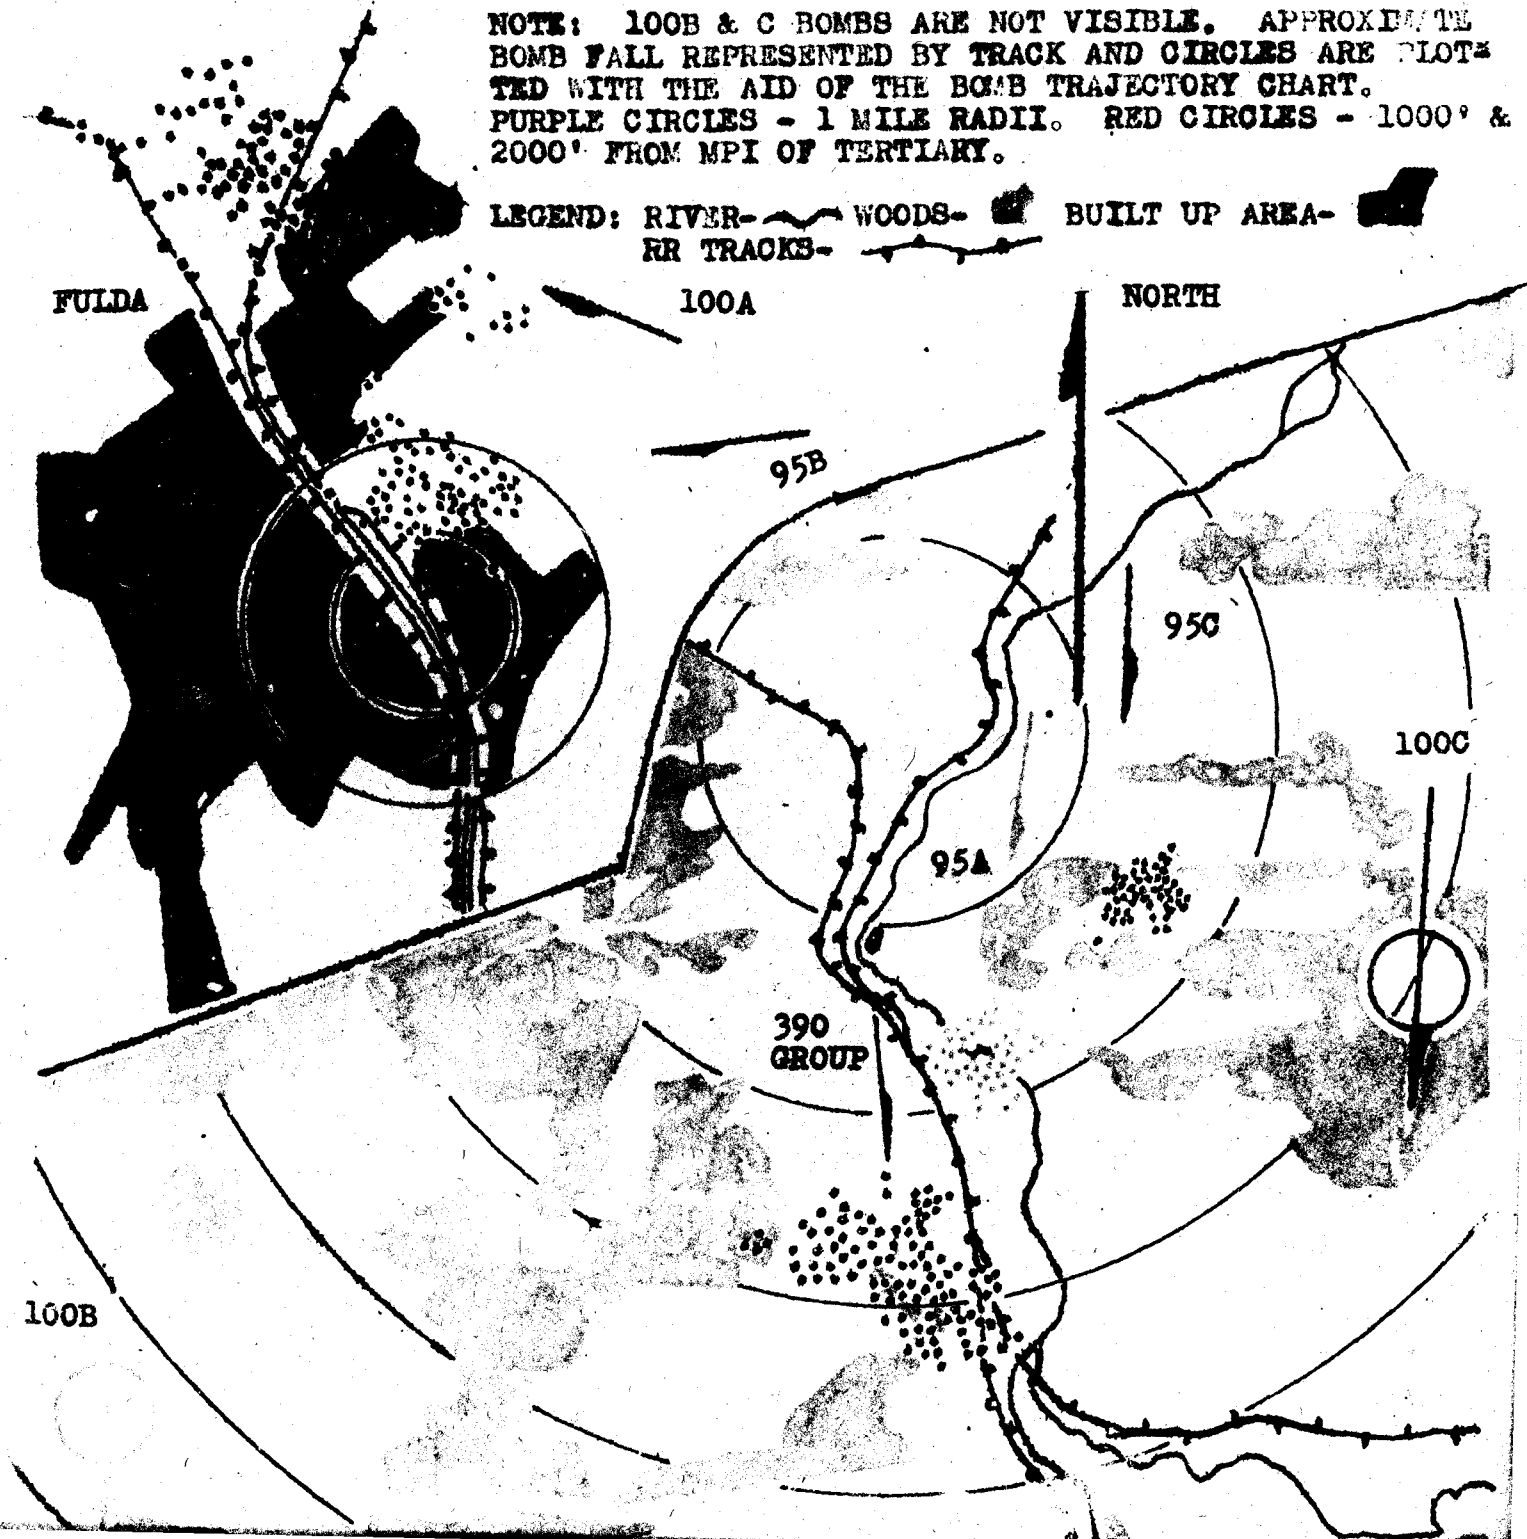 NOTE: 100B & C BOMBS ARE NOT VISIBLE. APPROXIMATE
BOMB FALL REPRESENTED BY TRACK AND CIRCLES ARE PLOT-
TED WITH THE AID OF THE BOMB TRAJECTORY CHART.
PURPLE CIRCLES - 1 MILE RADII. RED CIRCLES - 1000' &
2000' FROM MPI OF TERTIARY.
LEGEND: RIVER- WOODS- BUILT UP AREA-
RR TRACKS-
FULDA
100A
NORTH
95B
95C
100C
95A
390
GROUP
100B